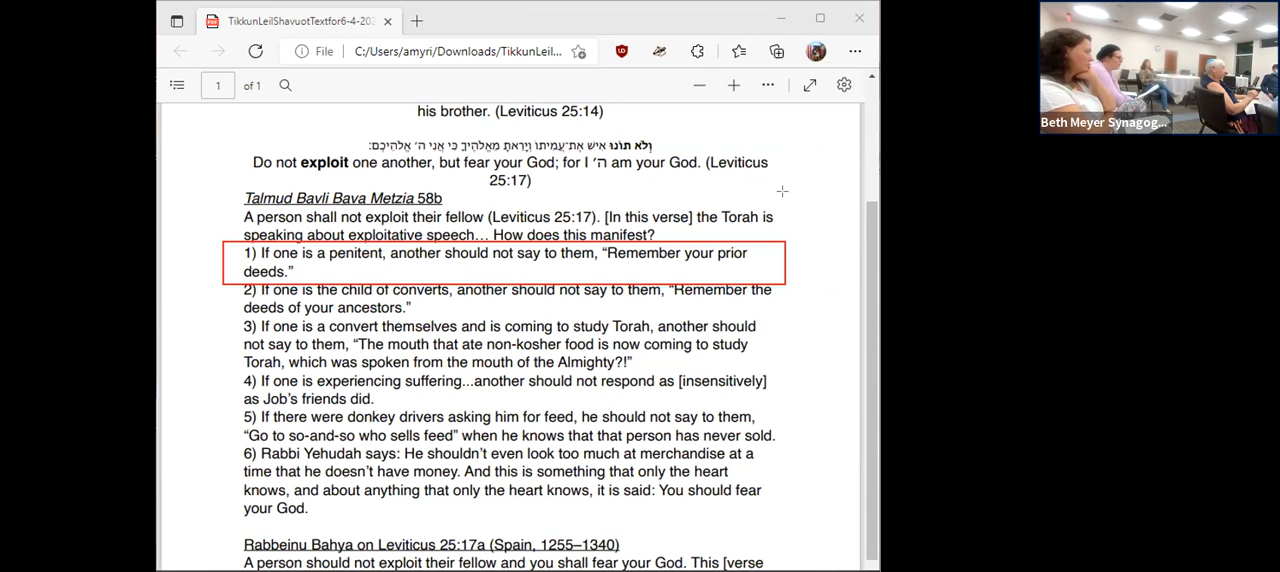 TikkunLeilShavuotTextfor6-4-202
File
C:/Users/amyri/Downloads/TikkunLeil...
1
of 1
his brother. (Leviticus 25:14)
וְלֹא תוֹנוּ אִישׁ אֶת־עֲמִיתוֹ וְיָרֵאתָ מֵאֱלֹהֶיךָ כִּי אֲנִי ה׳ אֱלֹהֵיכֶם:
Do not exploit one another, but fear your God; for I ה׳ am your God. (Leviticus
25:17)
Talmud Bavli Bava Metzia 58b
A person shall not exploit their fellow (Leviticus 25:17). [In this verse] the Torah is
speaking about exploitative speech… How does this manifest?
1) If one is a penitent, another should not say to them, “Remember your prior
deeds.”
2) If one is the child of converts, another should not say to them, “Remember the
deeds of your ancestors.”
3) If one is a convert themselves and is coming to study Torah, another should
not say to them, “The mouth that ate non-kosher food is now coming to study
Torah, which was spoken from the mouth of the Almighty?!”
4) If one is experiencing suffering...another should not respond as [insensitively]
as Job’s friends did.
5) If there were donkey drivers asking him for feed, he should not say to them,
“Go to so-and-so who sells feed” when he knows that that person has never sold.
6) Rabbi Yehudah says: He shouldn’t even look too much at merchandise at a
time that he doesn’t have money. And this is something that only the heart
knows, and about anything that only the heart knows, it is said: You should fear
your God.
Rabbeinu Bahya on Leviticus 25:17a (Spain, 1255–1340)
A person should not exploit their fellow and you shall fear your God. This [verse
Beth Meyer Synagog...